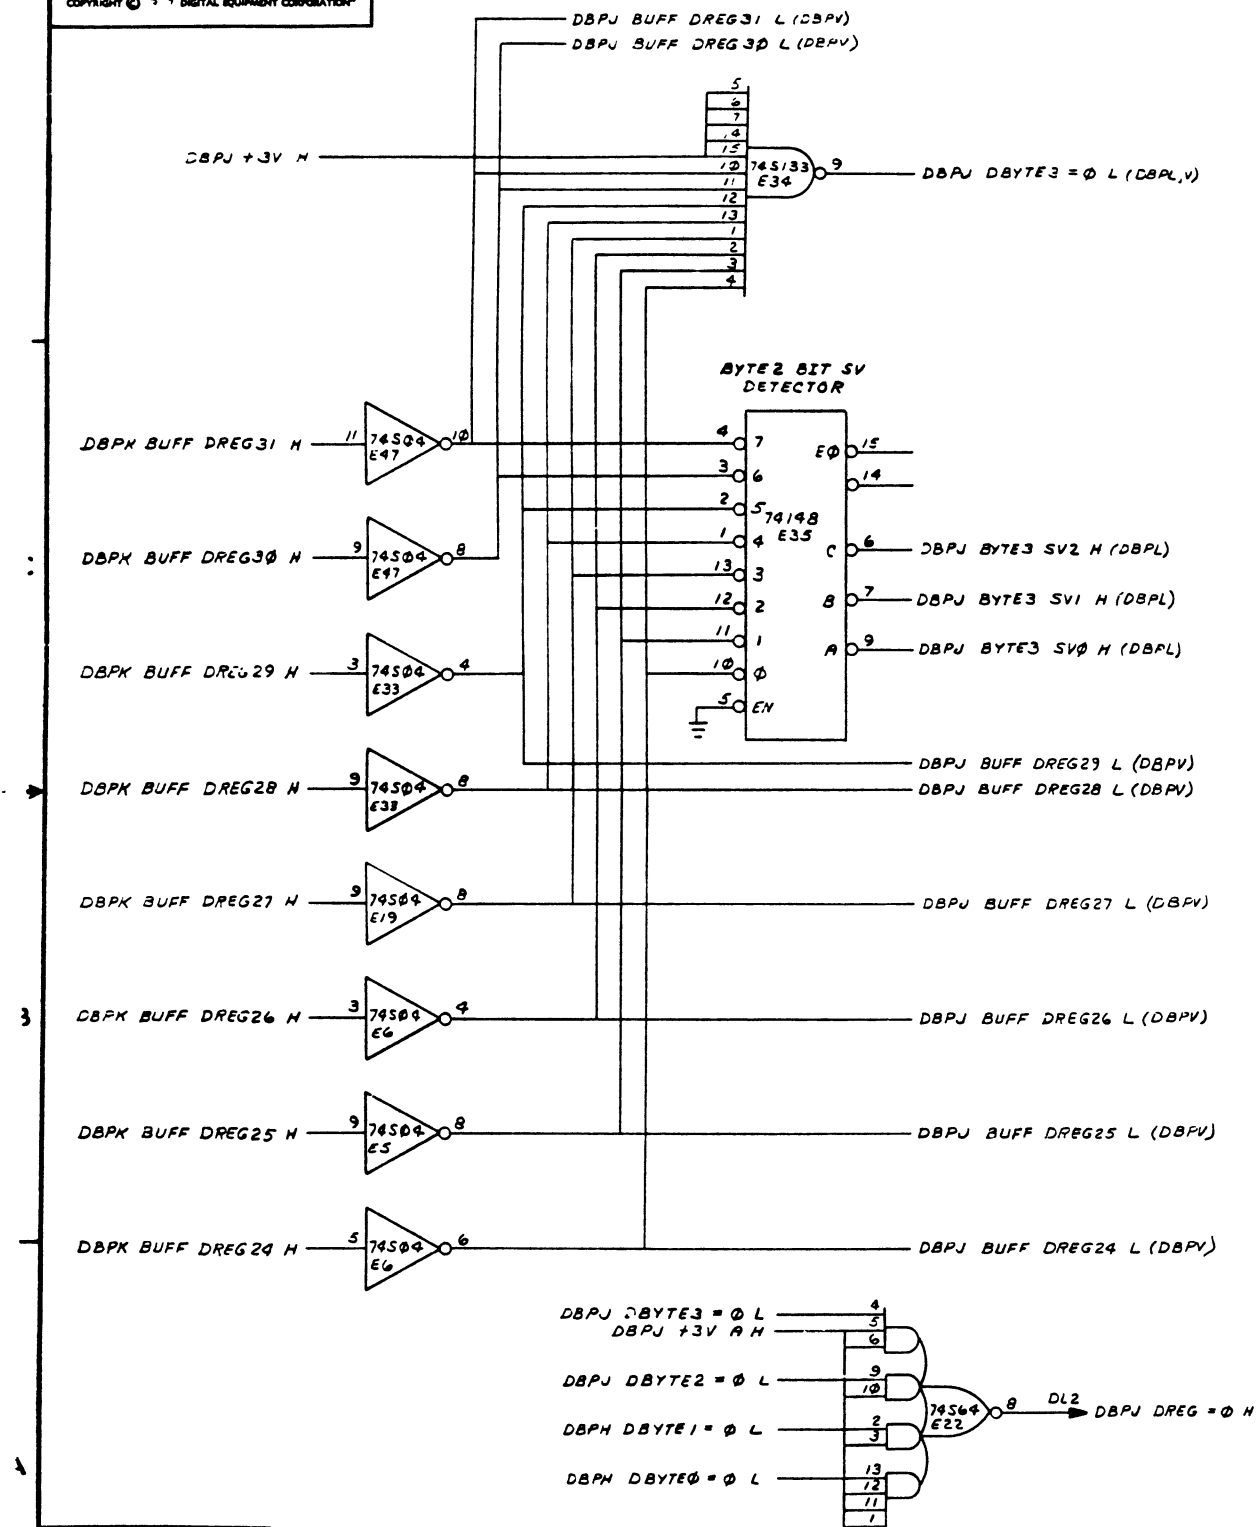 COPYRIGHT © DIGITAL EQUIPMENT CORPORATION
DBPJ BUFF DREG31 L (DBPV)
DBPJ BUFF DREG3Ø L (DBPV)
5
6
7
14
DBPJ +3V H
15
1Ø
74S133
E34
9
DBPJ DBYTE3 = Ø L (DBPL,V)
11
12
13
1
2
3
4
BYTE2 BIT SV
DETECTOR
DBPK BUFF DREG31 H
11
74SØ4
E47
1Ø
4
7
EØ
15
3
6
14
2
5
74148
E35
DBPK BUFF DREG3Ø H
9
74SØ4
E47
8
1
4
C
6
DBPJ BYTE3 SV2 H (DBPL)
13
3
12
2
B
7
DBPJ BYTE3 SV1 H (DBPL)
11
1
A
9
DBPJ BYTE3 SVØ H (DBPL)
DBPK BUFF DREG29 H
3
74SØ4
E33
4
1Ø
Ø
5
EN
DBPJ BUFF DREG29 L (DBPV)
DBPK BUFF DREG28 H
9
74SØ4
E33
8
DBPJ BUFF DREG28 L (DBPV)
DBPK BUFF DREG27 H
9
74SØ4
E19
8
DBPJ BUFF DREG27 L (DBPV)
3
DBPK BUFF DREG26 H
3
74SØ4
E6
4
DBPJ BUFF DREG26 L (DBPV)
DBPK BUFF DREG25 H
9
74SØ4
E5
8
DBPJ BUFF DREG25 L (DBPV)
DBPK BUFF DREG24 H
5
74SØ4
E6
6
DBPJ BUFF DREG24 L (DBPV)
DBPJ DBYTE3 = Ø L
4
DBPJ +3V A H
5
6
DBPJ DBYTE2 = Ø L
9
1Ø
74S64
E22
8
DL2
DBPJ DREG = Ø H
DBPH DBYTE1 = Ø L
2
3
DBPH DBYTEØ = Ø L
13
12
11
1